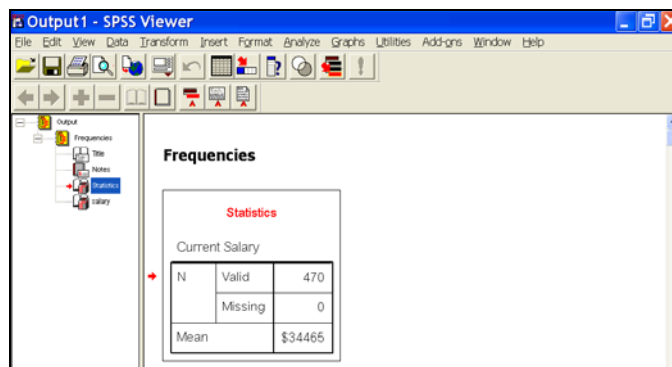 Output1 - SPSS Viewer
File Edit View Data Transform Insert Format Analyze Graphs Utilities Add-ons Window Help
Output
Frequencies
Title
Notes
Statistics
salary
Frequencies
Statistics
Current Salary
N Valid 470
Missing 0
Mean $34465